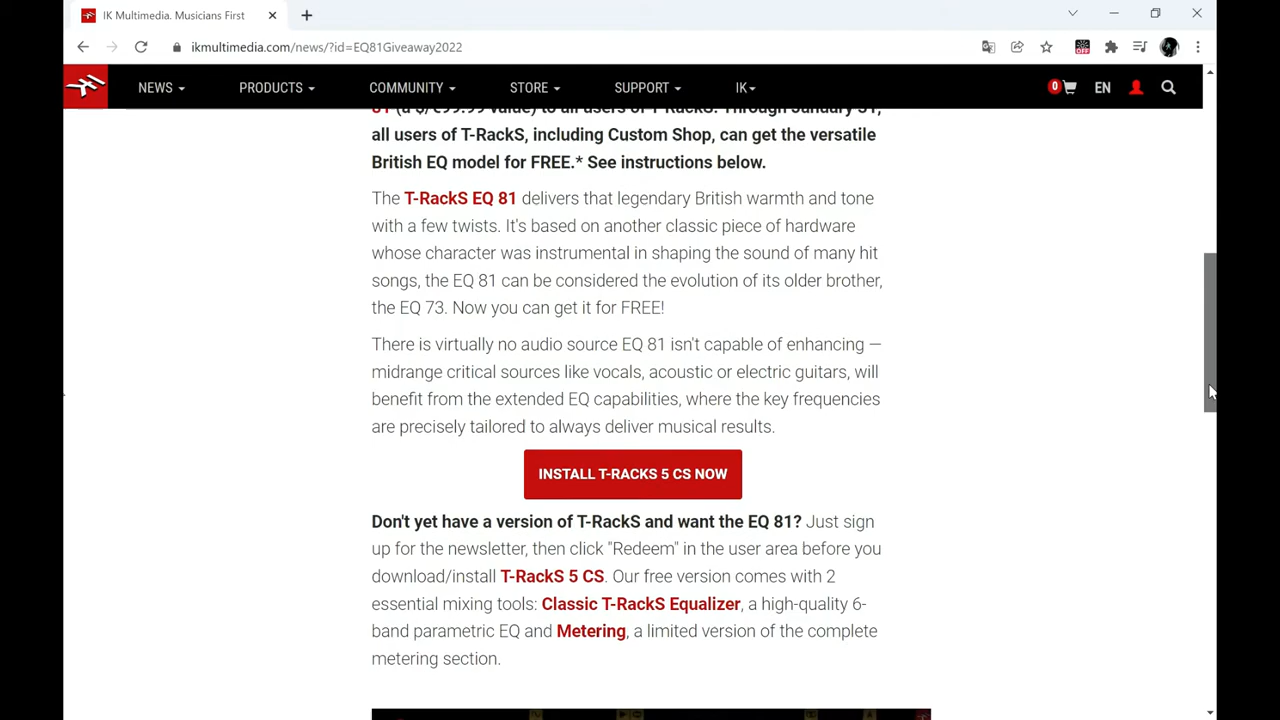 IK Multimedia. Musicians First
ikmultimedia.com/news/?id=EQ81Giveaway2022
OFF
NEWS PRODUCTS COMMUNITY STORE SUPPORT IK 0 EN
all users of T-RackS, including Custom Shop, can get the versatile
British EQ model for FREE.* See instructions below.
The T-RackS EQ 81 delivers that legendary British warmth and tone
with a few twists. It's based on another classic piece of hardware
whose character was instrumental in shaping the sound of many hit
songs, the EQ 81 can be considered the evolution of its older brother,
the EQ 73. Now you can get it for FREE!
There is virtually no audio source EQ 81 isn't capable of enhancing —
midrange critical sources like vocals, acoustic or electric guitars, will
benefit from the extended EQ capabilities, where the key frequencies
are precisely tailored to always deliver musical results.
INSTALL T-RACKS 5 CS NOW
Don't yet have a version of T-RackS and want the EQ 81? Just sign
up for the newsletter, then click "Redeem" in the user area before you
download/install T-RackS 5 CS. Our free version comes with 2
essential mixing tools: Classic T-RackS Equalizer, a high-quality 6-
band parametric EQ and Metering, a limited version of the complete
metering section.